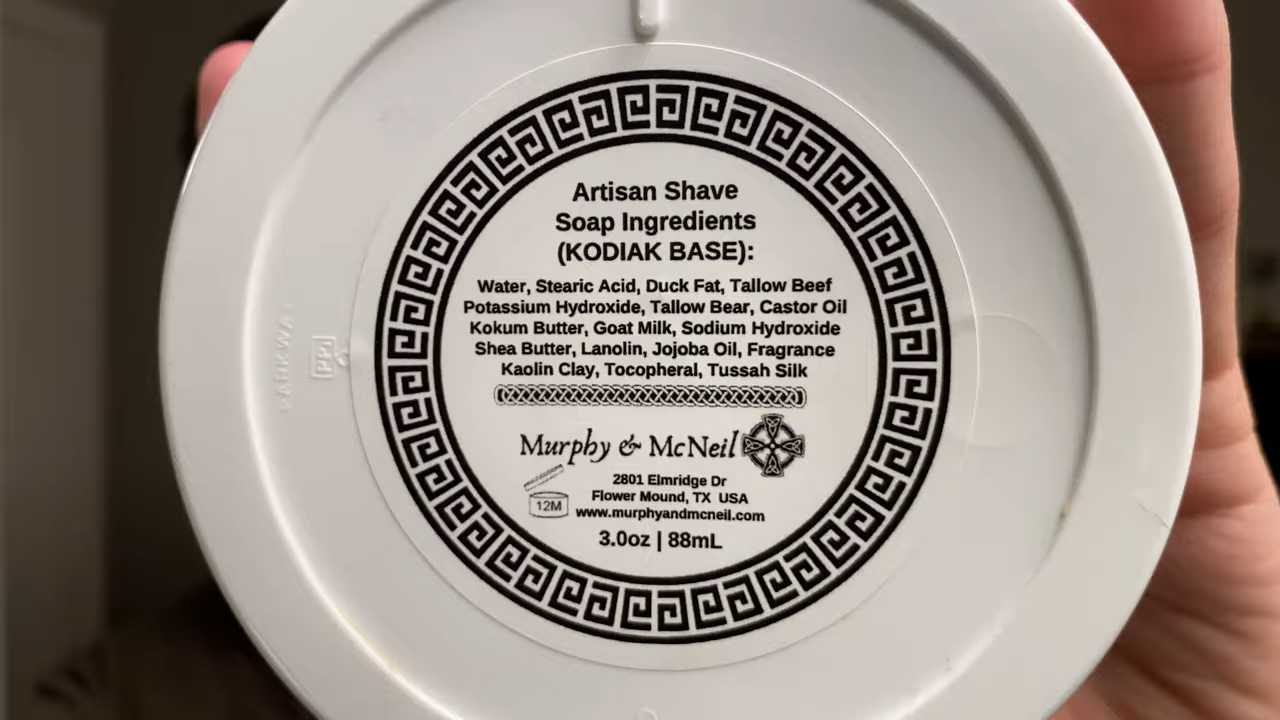 Artisan Shave
Soap Ingredients
(KODIAK BASE):
Water, Stearic Acid, Duck Fat, Tallow Beef
Potassium Hydroxide, Tallow Bear, Castor Oil
Kokum Butter, Goat Milk, Sodium Hydroxide
Shea Butter, Lanolin, Jojoba Oil, Fragrance
Kaolin Clay, Tocopheral, Tussah Silk
Murphy & McNeil
2801 Elmridge Dr
Flower Mound, TX USA
12M
www.murphyandmcneil.com
3.0oz | 88mL